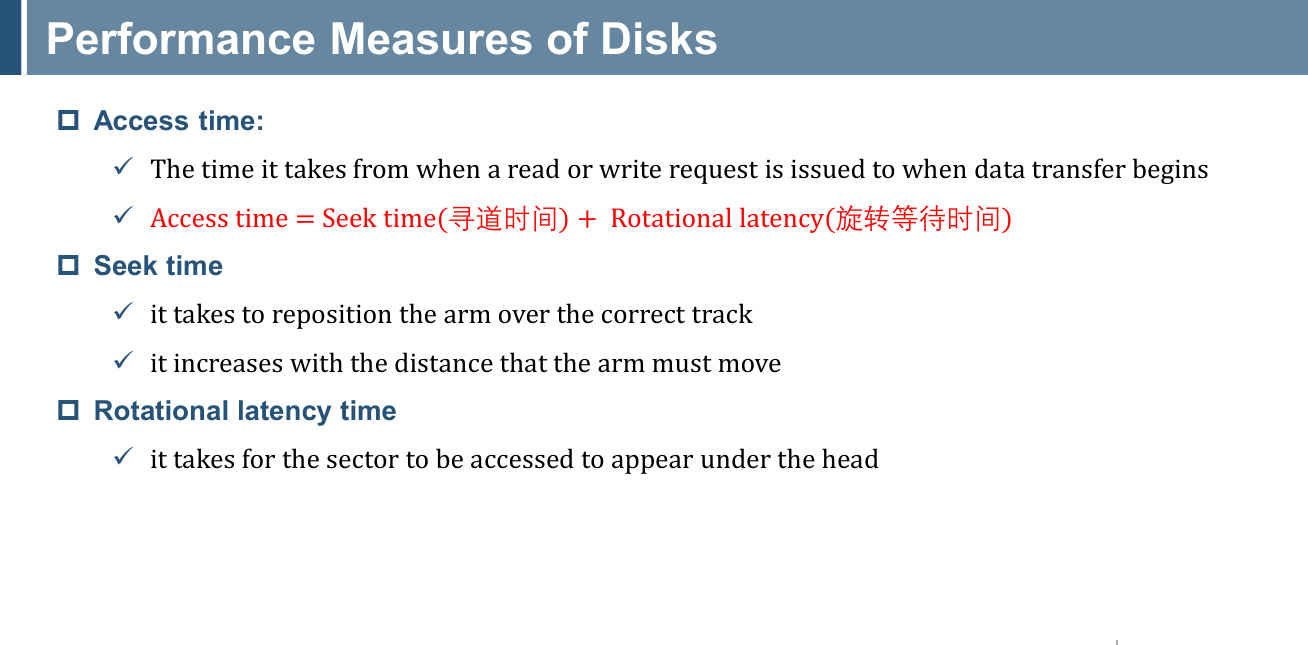 Performance Measures of Disks
Access time:
The time it takes from when a read or write request is issued to when data transfer begins
Access time = Seek time(寻道时间) + Rotational latency(旋转等待时间)
Seek time
it takes to reposition the arm over the correct track
it increases with the distance that the arm must move
Rotational latency time
it takes for the sector to be accessed to appear under the head